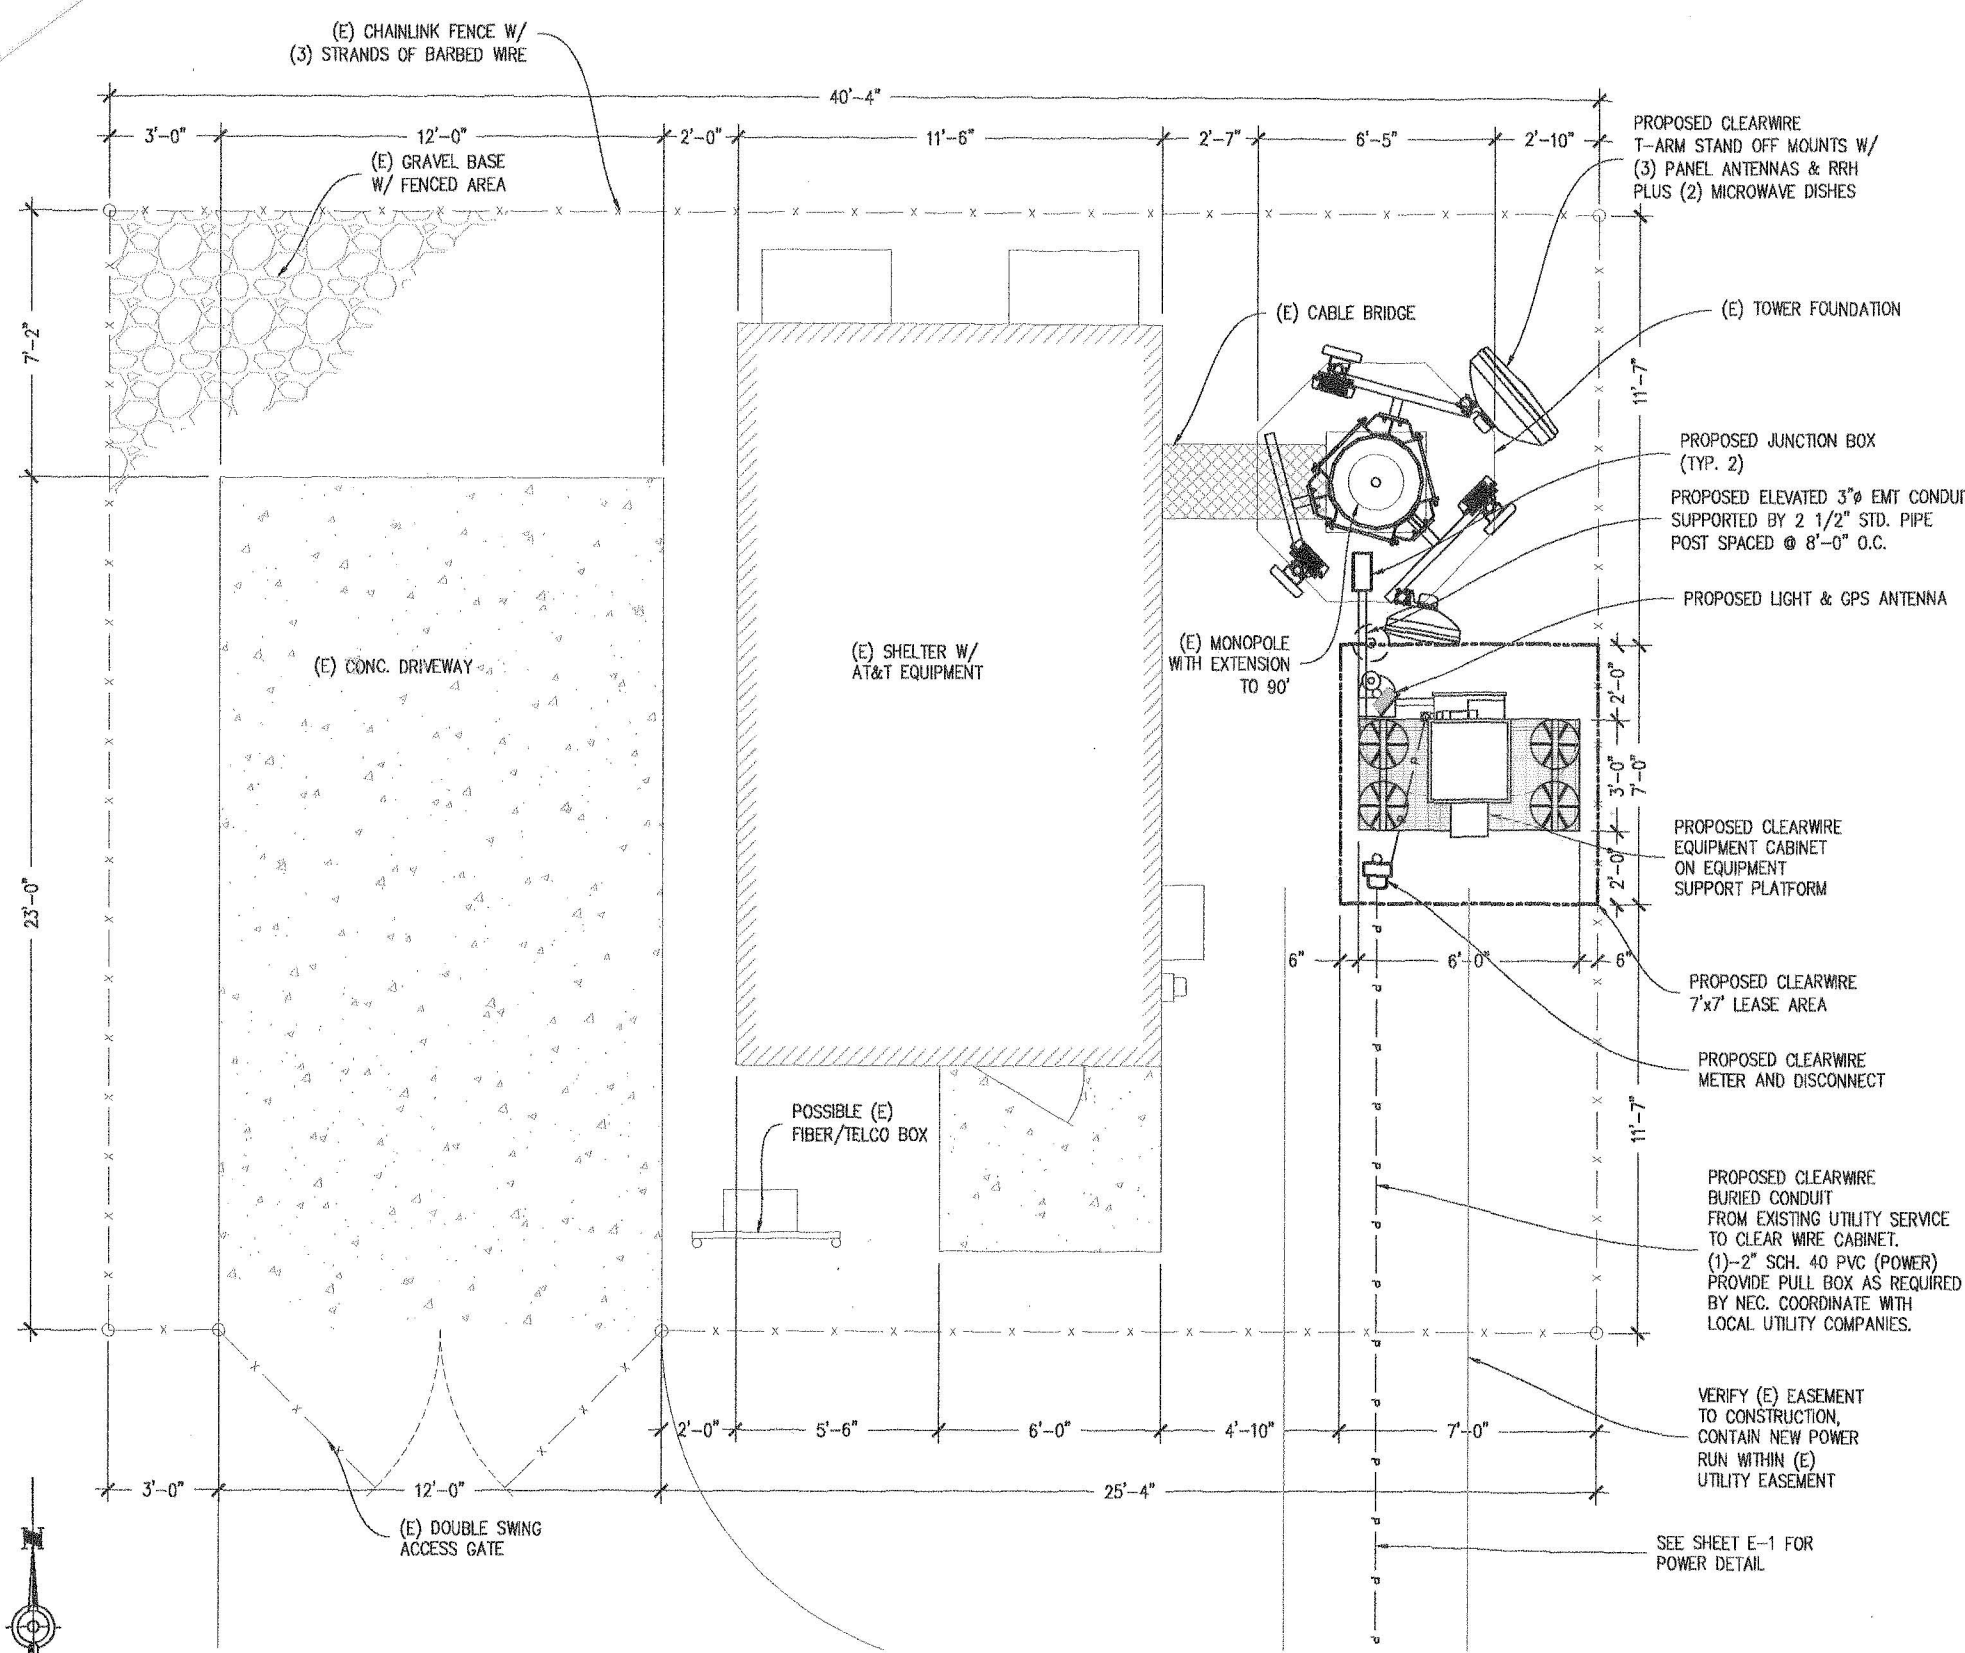 (E) CHAINLINK FENCE W/
(3) STRANDS OF BARBED WIRE
40'-4"
3'-0"
12'-0"
2'-0"
11'-6"
2'-7"
6'-5"
2'-10"
PROPOSED CLEARWIRE
T-ARM STAND OFF MOUNTS W/
(3) PANEL ANTENNAS & RRH
PLUS (2) MICROWAVE DISHES
(E) GRAVEL BASE
W/ FENCED AREA
7'-2"
(E) CABLE BRIDGE
(E) TOWER FOUNDATION
11'-7"
PROPOSED JUNCTION BOX
(TYP. 2)
PROPOSED ELEVATED 3"ø EMT CONDUI
SUPPORTED BY 2 1/2" STD. PIPE
POST SPACED @ 8'-0" O.C.
PROPOSED LIGHT & GPS ANTENNA
(E) CONC. DRIVEWAY
(E) SHELTER W/
AT&T EQUIPMENT
(E) MONOPOLE
WITH EXTENSION
TO 90'
2'-0"
3'-0"
7'-0"
2'-0"
PROPOSED CLEARWIRE
EQUIPMENT CABINET
ON EQUIPMENT
SUPPORT PLATFORM
23'-0"
6"
6'-0"
6"
PROPOSED CLEARWIRE
7'x7' LEASE AREA
PROPOSED CLEARWIRE
METER AND DISCONNECT
11'-7"
POSSIBLE (E)
FIBER/TELCO BOX
PROPOSED CLEARWIRE
BURIED CONDUIT
FROM EXISTING UTILITY SERVICE
TO CLEAR WIRE CABINET.
(1)-2" SCH. 40 PVC (POWER)
PROVIDE PULL BOX AS REQUIRED
BY NEC. COORDINATE WITH
LOCAL UTILITY COMPANIES.
VERIFY (E) EASEMENT
TO CONSTRUCTION,
CONTAIN NEW POWER
RUN WITHIN (E)
UTILITY EASEMENT
2'-0"
5'-6"
6'-0"
4'-10"
7'-0"
3'-0"
12'-0"
25'-4"
(E) DOUBLE SWING
ACCESS GATE
SEE SHEET E-1 FOR
POWER DETAIL
N